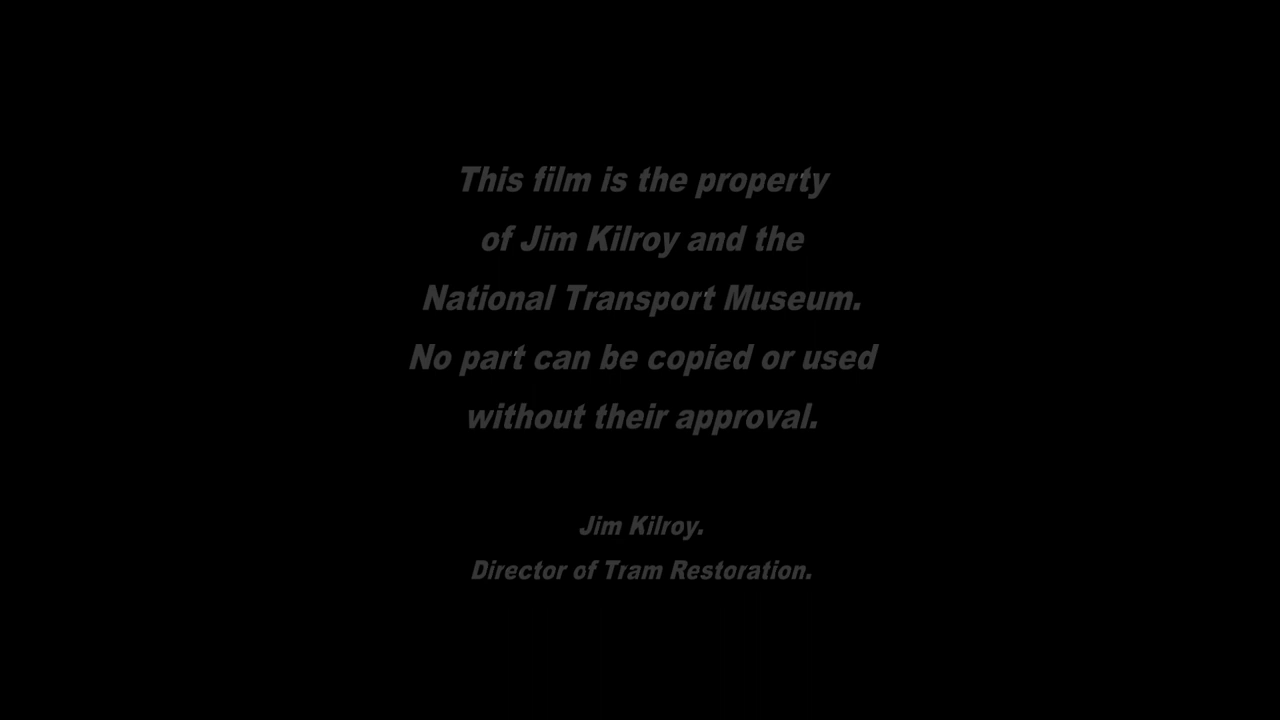 This film is the property
of Jim Kilroy and the
National Transport Museum.
No part can be copied or used
without their approval.
Jim Kilroy.
Director of Tram Restoration.